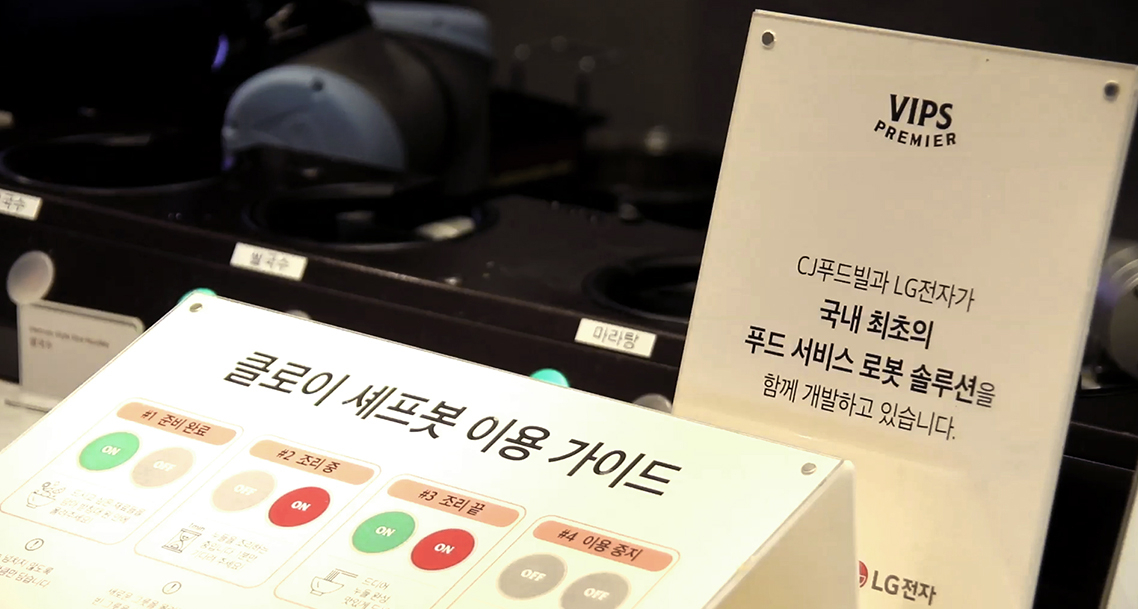 VIPS
PREMIER
CJ푸드빌과 LG전자가
국내 최초의
푸드 서비스 로봇 솔루션을
함께 개발하고 있습니다.
LG전자
쌀국수
마라탕
클로이 셰프봇 이용 가이드
#1 준비 완료
ON
OFF
#2 조리 중
OFF
ON
#3 조리 끝
ON
ON
#4 이용 중지
OFF
OFF